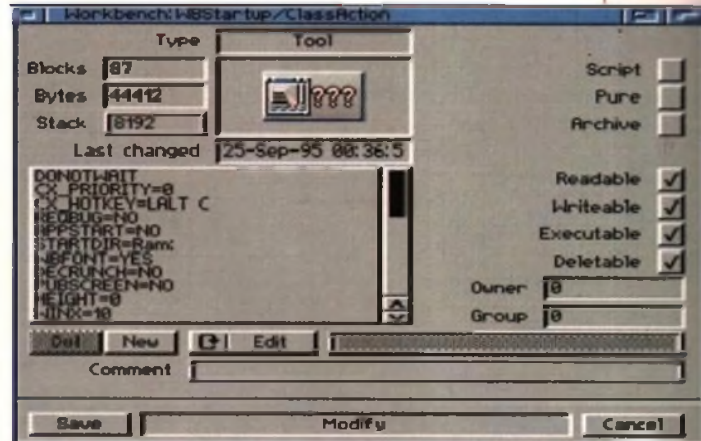 Workbench:WBStartup/ClassAction
Type Tool
Blocks 87
Bytes 44412
Stack 8192
???
Last changed 25-Sep-95 00:36:5
Script
Pure
Archive
DONOTWAIT
CX_PRIORITY=0
CX_HOTKEY=LALT C
REQBUG=NO
APPSTART=NO
STARTDIR=Ram:
WBFONT=YES
DECRUNCH=NO
PUBSCREEN=NO
HEIGHT=0
WINX=10
Readable
Writeable
Executable
Deletable
Owner 0
Group 0
Del New Edit
Comment
Save Modify Cancel